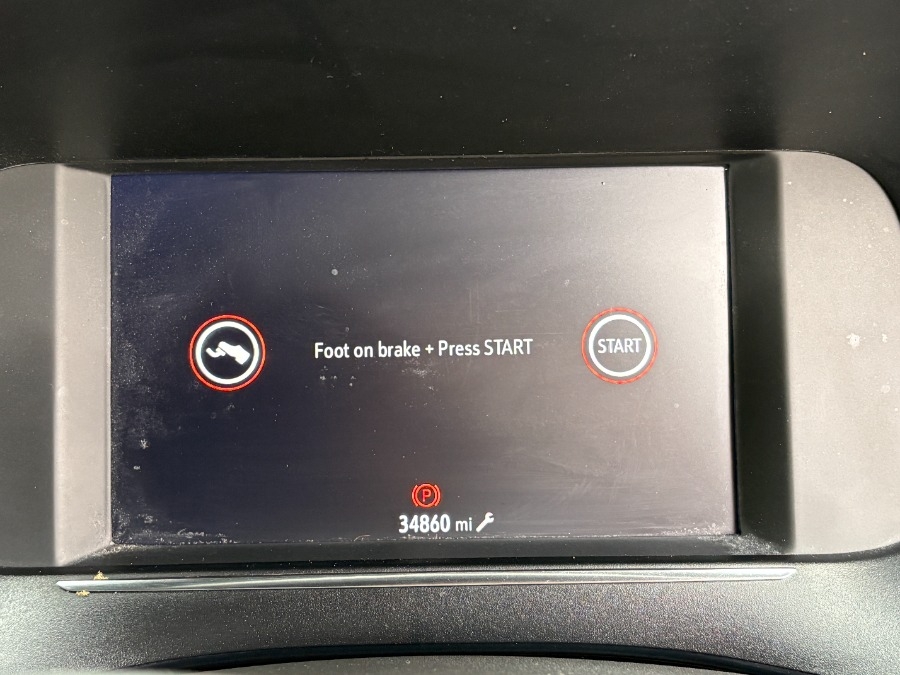 Foot on brake + Press START
START
P
34860 mi